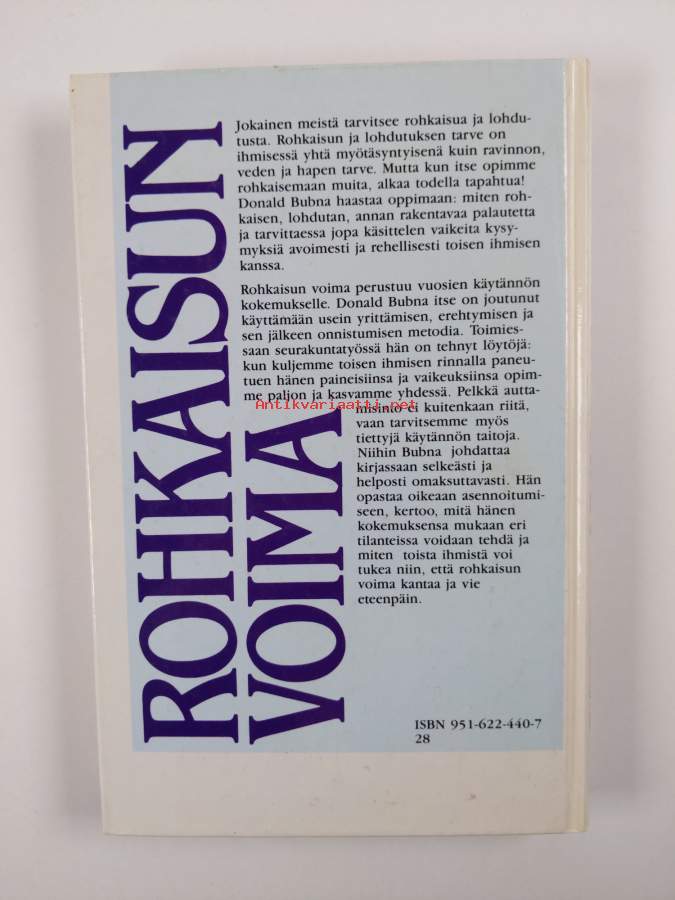 ROHKAISUN
VOIMA
Jokainen meistä tarvitsee rohkaisua ja lohdu-
tusta. Rohkaisun ja lohdutuksen tarve on
ihmisessä yhtä myötäsyntyisenä kuin ravinnon,
veden ja hapen tarve. Mutta kun itse opimme
rohkaisemaan muita, alkaa todella tapahtua!
Donald Bubna haastaa oppimaan: miten roh-
kaisen, lohdutan, annan rakentavaa palautetta
ja tarvittaessa jopa käsittelen vaikeita kysy-
myksiä avoimesti ja rehellisesti toisen ihmisen
kanssa.
Rohkaisun voima perustuu vuosien käytännön
kokemukselle. Donald Bubna itse on joutunut
käyttämään usein yrittämisen, erehtymisen ja
sen jälkeen onnistumisen metodia. Toimies-
saan seurakuntatyössä hän on tehnyt löytöjä:
kun kuljemme toisen ihmisen rinnalla paneu-
tuen hänen paineisiinsa ja vaikeuksiinsa opim-
me paljon ja kasvamme yhdessä. Pelkkä autta-
Antikvariaatti.net
misinto ei kuitenkaan riitä,
vaan tarvitsemme myös
tiettyjä käytännön taitoja.
Niihin Bubna johdattaa
kirjassaan selkeästi ja
helposti omaksuttavasti. Hän
opastaa oikeaan asennoitumi-
seen, kertoo, mitä hänen
kokemuksensa mukaan eri
tilanteissa voidaan tehdä ja
miten toista ihmistä voi
tukea niin, että rohkaisun
voima kantaa ja vie
eteenpäin.
ISBN 951-622-440-7
28